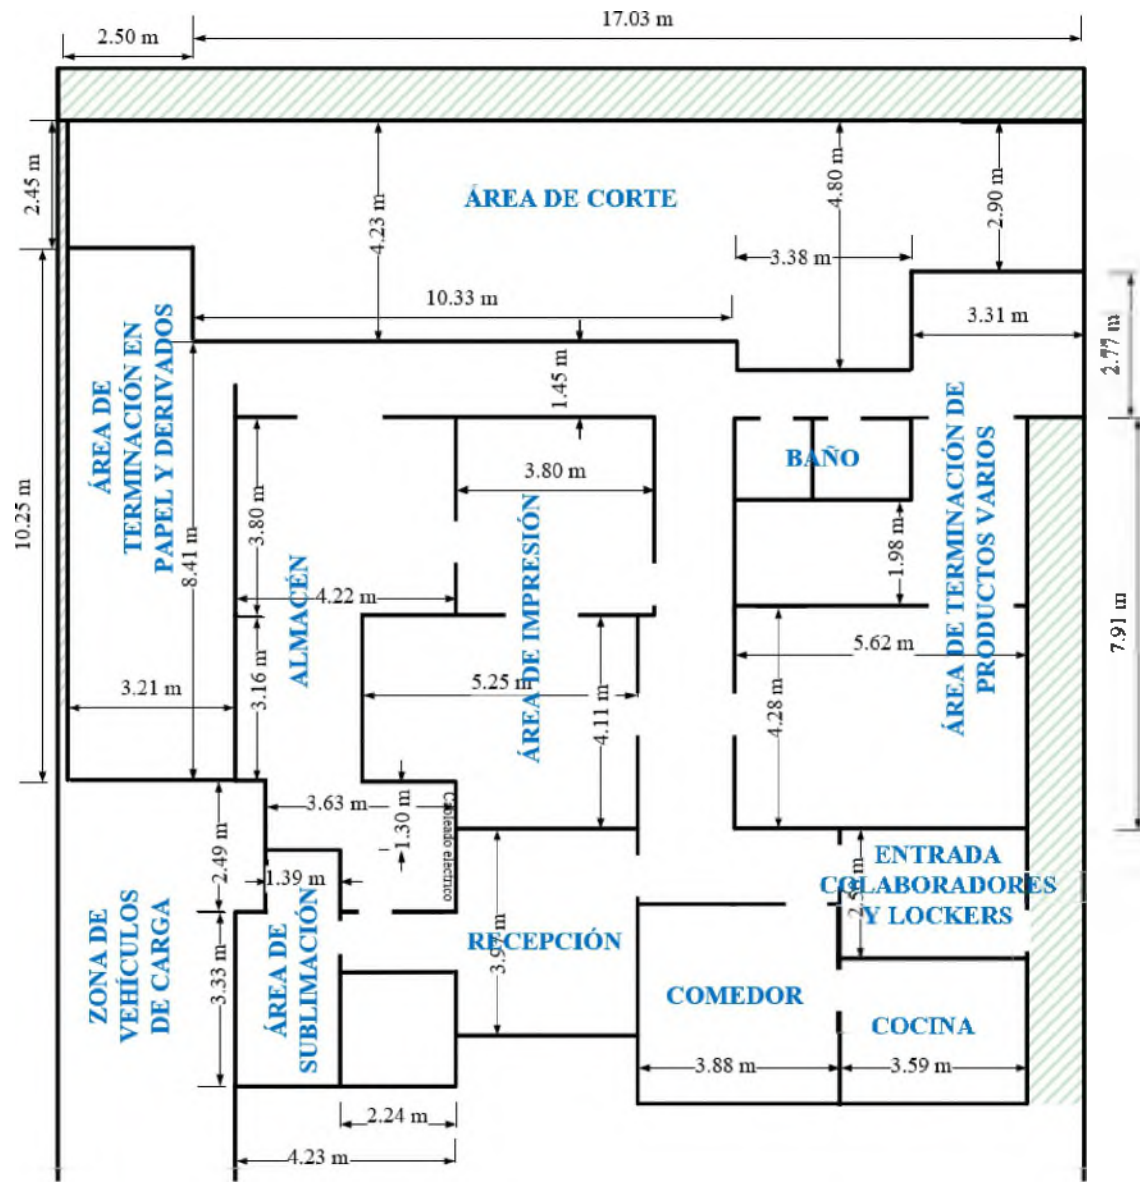 17.03 m
2.50 m
2.45 m
4.23 m
4.80 m
2.90 m
ÁREA DE CORTE
3.38 m
10.33 m
3.31 m
2.77 m
1.45 m
ÁREA DE
TERMINACIÓN EN
PAPEL Y DERIVADOS
10.25 m
8.41 m
3.80 m
3.80 m
BAÑO
1.98 m
ÁREA DE TERMINACIÓN DE
PRODUCTOS VARIOS
7.91 m
4.22 m
ALMACÉN
ÁREA DE IMPRESIÓN
3.21 m
3.16 m
5.25 m
4.11 m
5.62 m
4.28 m
3.63 m
1.30 m
Cableado electrico
2.49 m
1.39 m
ENTRADA
COLABORADORES
Y LOCKERS
ZONA DE
VEHÍCULOS
DE CARGA
3.33 m
ÁREA DE
SUBLIMACIÓN
RECEPCIÓN
3.97 m
COMEDOR
COCINA
3.88 m
3.59 m
2.24 m
4.23 m